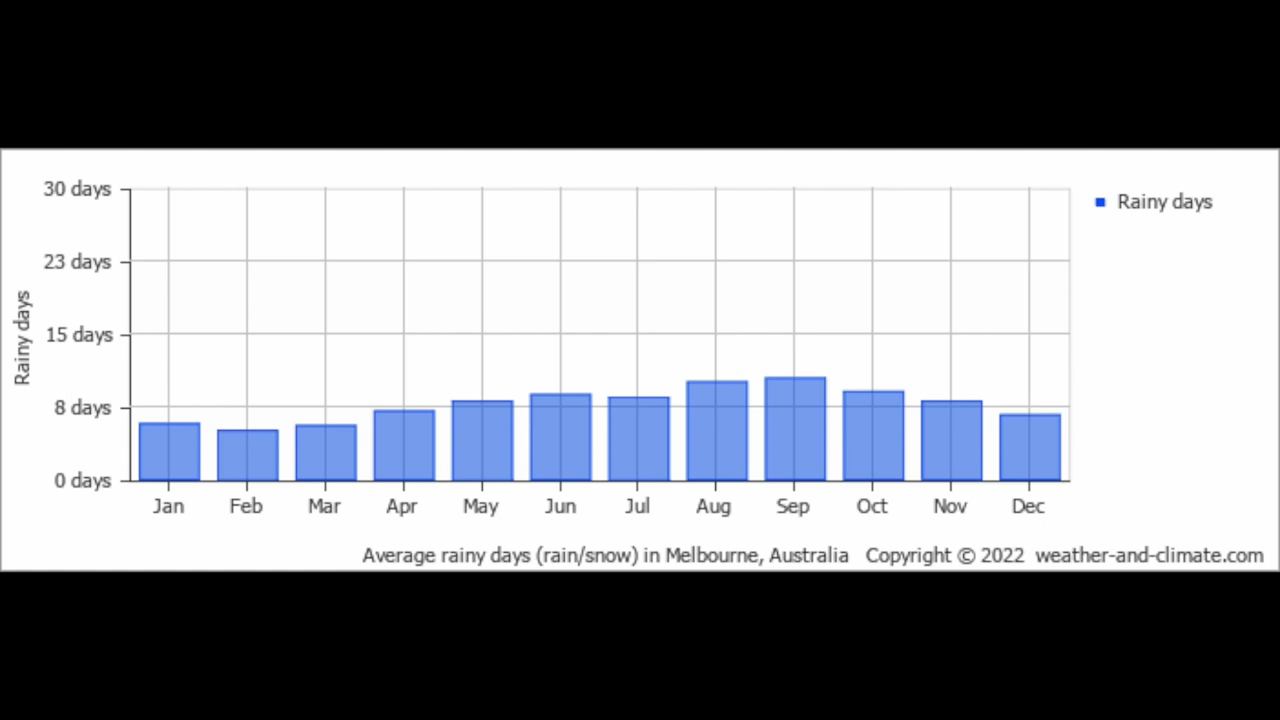 30 days
23 days
15 days
8 days
0 days
Rainy days
Rainy days
Jan Feb Mar Apr May Jun Jul Aug Sep Oct Nov Dec
Average rainy days (rain/snow) in Melbourne, Australia Copyright © 2022 weather-and-climate.com